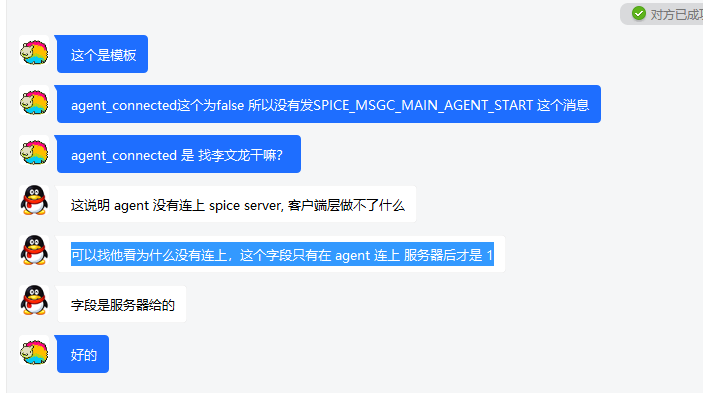 对方已成
这个是模板
agent_connected这个为false 所以没有发SPICE_MSGC_MAIN_AGENT_START 这个消息
agent_connected 是 找李文龙干嘛?
这说明 agent 没有连上 spice server, 客户端层做不了什么
可以找他看为什么没有连上，这个字段只有在 agent 连上 服务器后才是 1
字段是服务器给的
好的